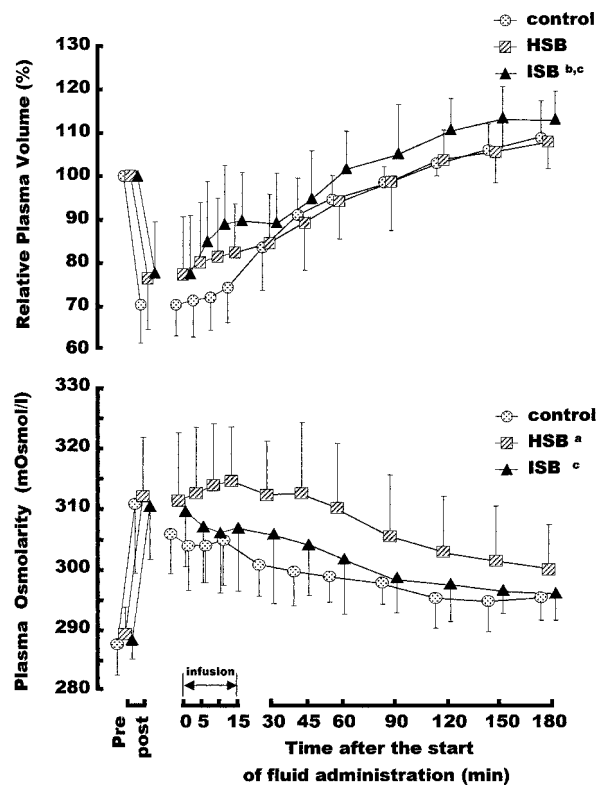 control
HSB
ISB b,c
130
120
110
100
90
80
70
60
Relative Plasma Volume (%)
330
320
310
300
290
280
Plasma Osmolarity (mOsmol/l)
control
HSB a
ISB c
infusion
Pre
post
0 5 15 30 45 60 90 120 150 180
Time after the start
of fluid administration (min)